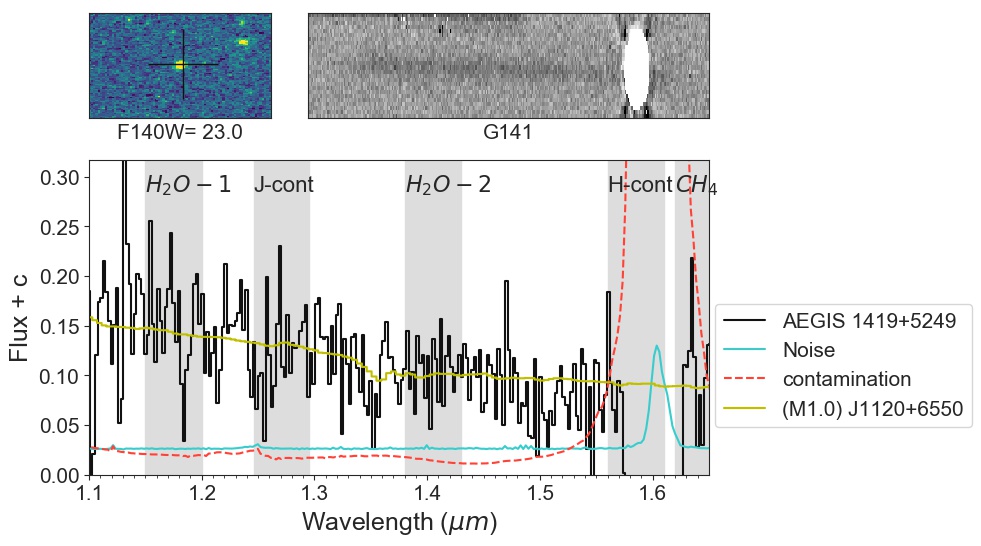 F140W= 23.0
G141
H₂O − 1
J-cont
H₂O − 2
H-cont
CH₄
0.30
0.25
0.20
0.15
0.10
0.05
0.00
Flux + c
1.1
1.2
1.3
1.4
1.5
1.6
Wavelength (μm)
AEGIS 1419+5249
Noise
contamination
(M1.0) J1120+6550